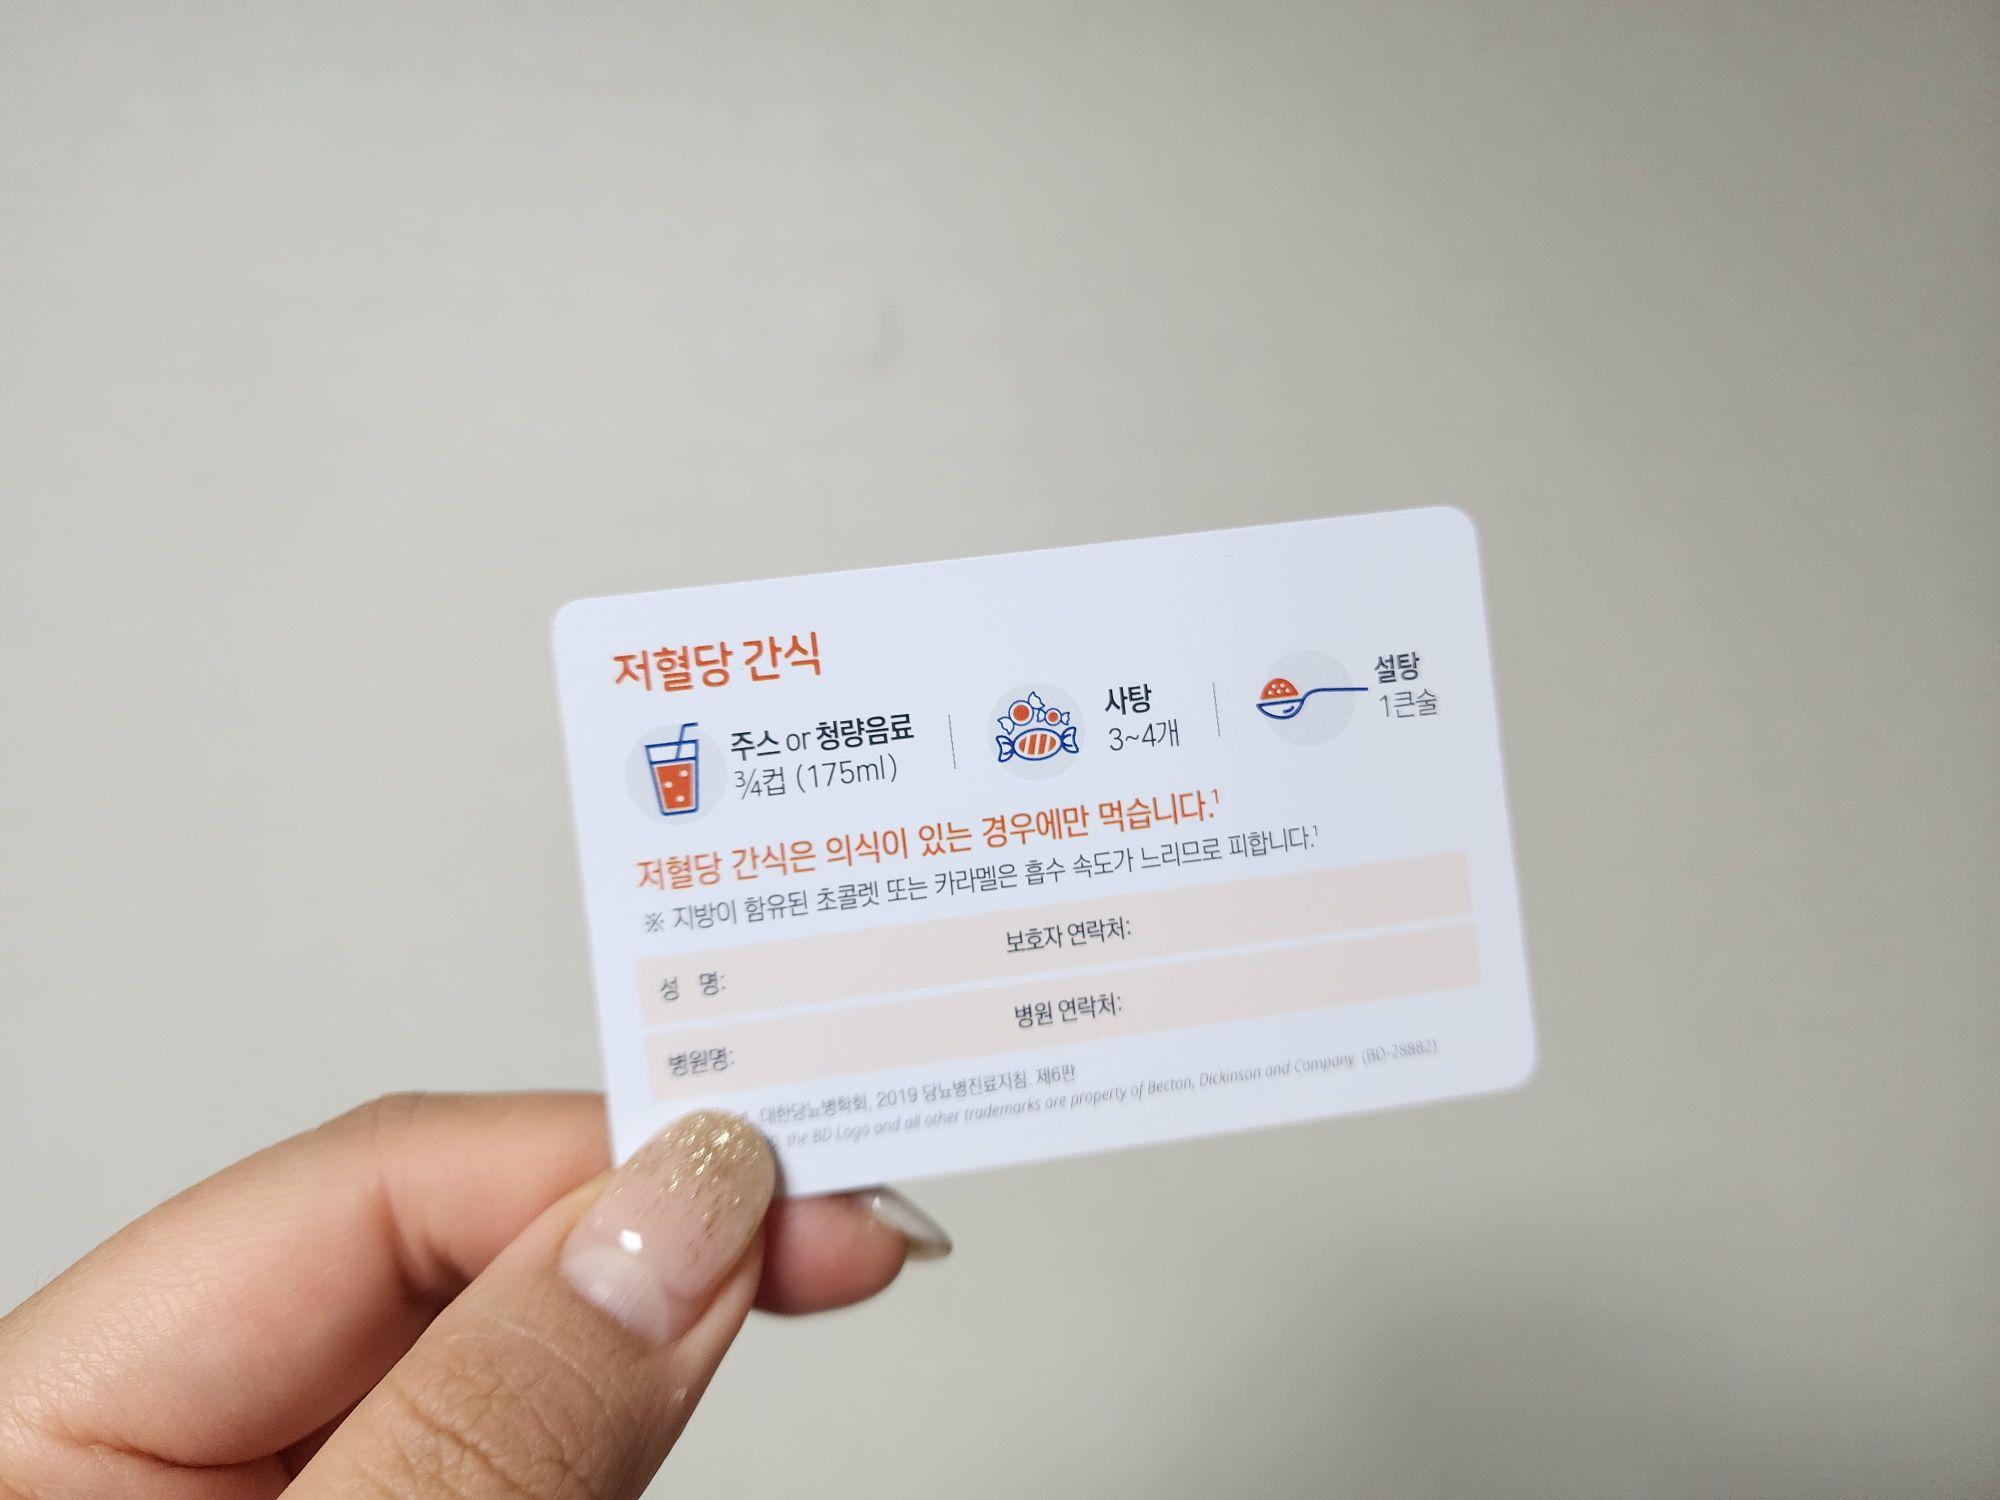 저혈당 간식
주스 or 청량음료
¾컵 (175ml)
사탕
3~4개
설탕
1큰술
저혈당 간식은 의식이 있는 경우에만 먹습니다.¹
※ 지방이 함유된 초콜렛 또는 카라멜은 흡수 속도가 느리므로 피합니다.¹
성 명: 보호자 연락처:
병원명: 병원 연락처:
대한당뇨병학회, 2019 당뇨병진료지침. 제6판
the BD Logo and all other trademarks are property of Becton, Dickinson and Company (BD-28882)